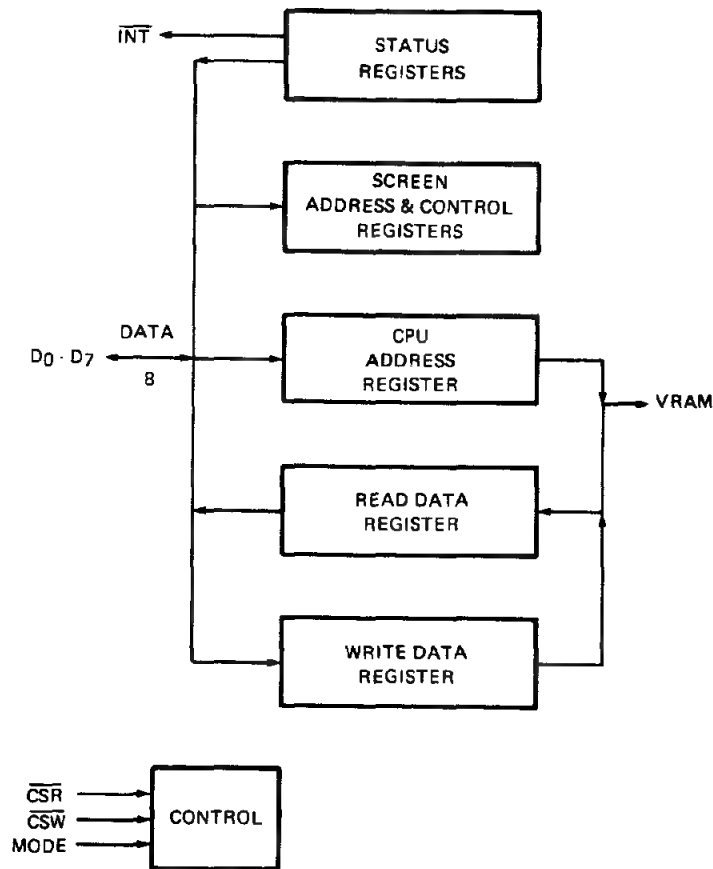 INT
STATUS
REGISTERS
SCREEN
ADDRESS & CONTROL
REGISTERS
DATA
D0 - D7
8
CPU
ADDRESS
REGISTER
VRAM
READ DATA
REGISTER
WRITE DATA
REGISTER
CSR
CSW
MODE
CONTROL